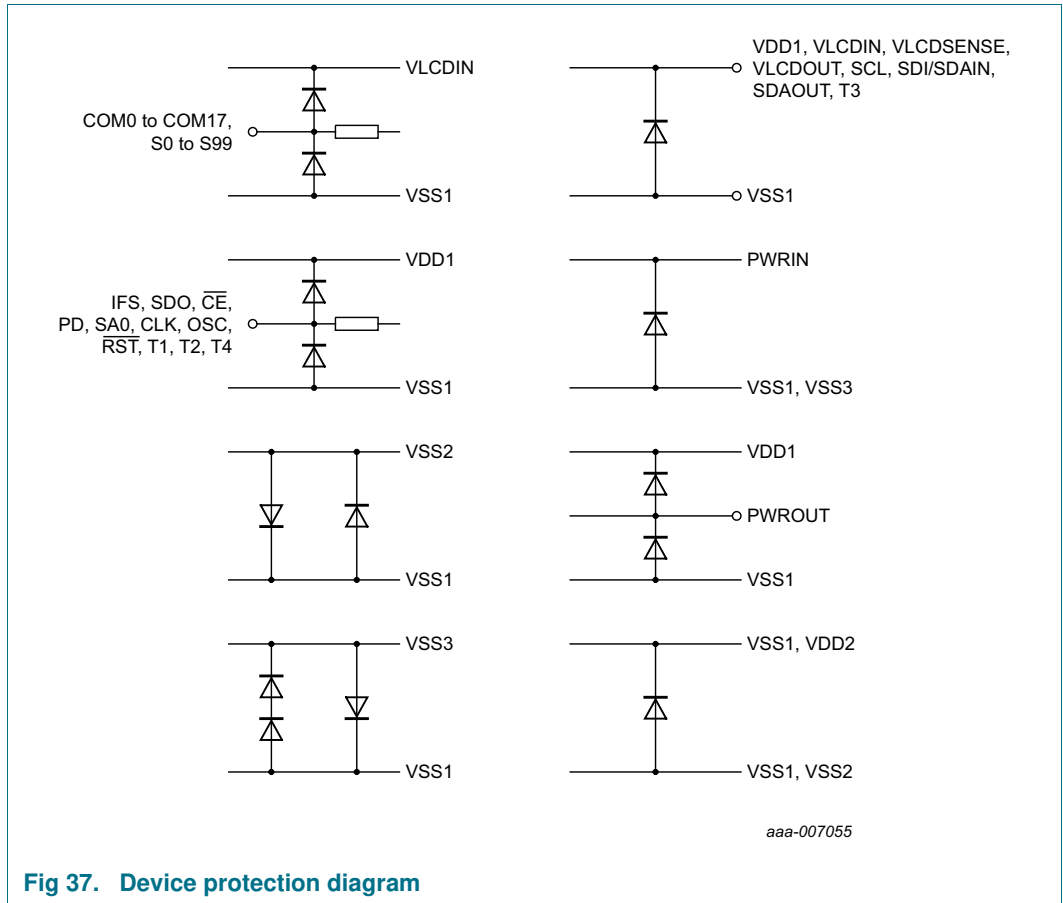 VLCDIN
COM0 to COM17,
S0 to S99
VSS1
VDD1, VLCDIN, VLCDSENSE,
VLCDOUT, SCL, SDI/SDAIN,
SDAOUT, T3
VSS1
VDD1
IFS, SDO, C̅E̅,
PD, SA0, CLK, OSC,
R̅S̅T̅, T1, T2, T4
VSS1
PWRIN
VSS1, VSS3
VSS2
VSS1
VDD1
PWROUT
VSS1
VSS3
VSS1
VSS1, VDD2
VSS1, VSS2
aaa-007055
Fig 37. Device protection diagram